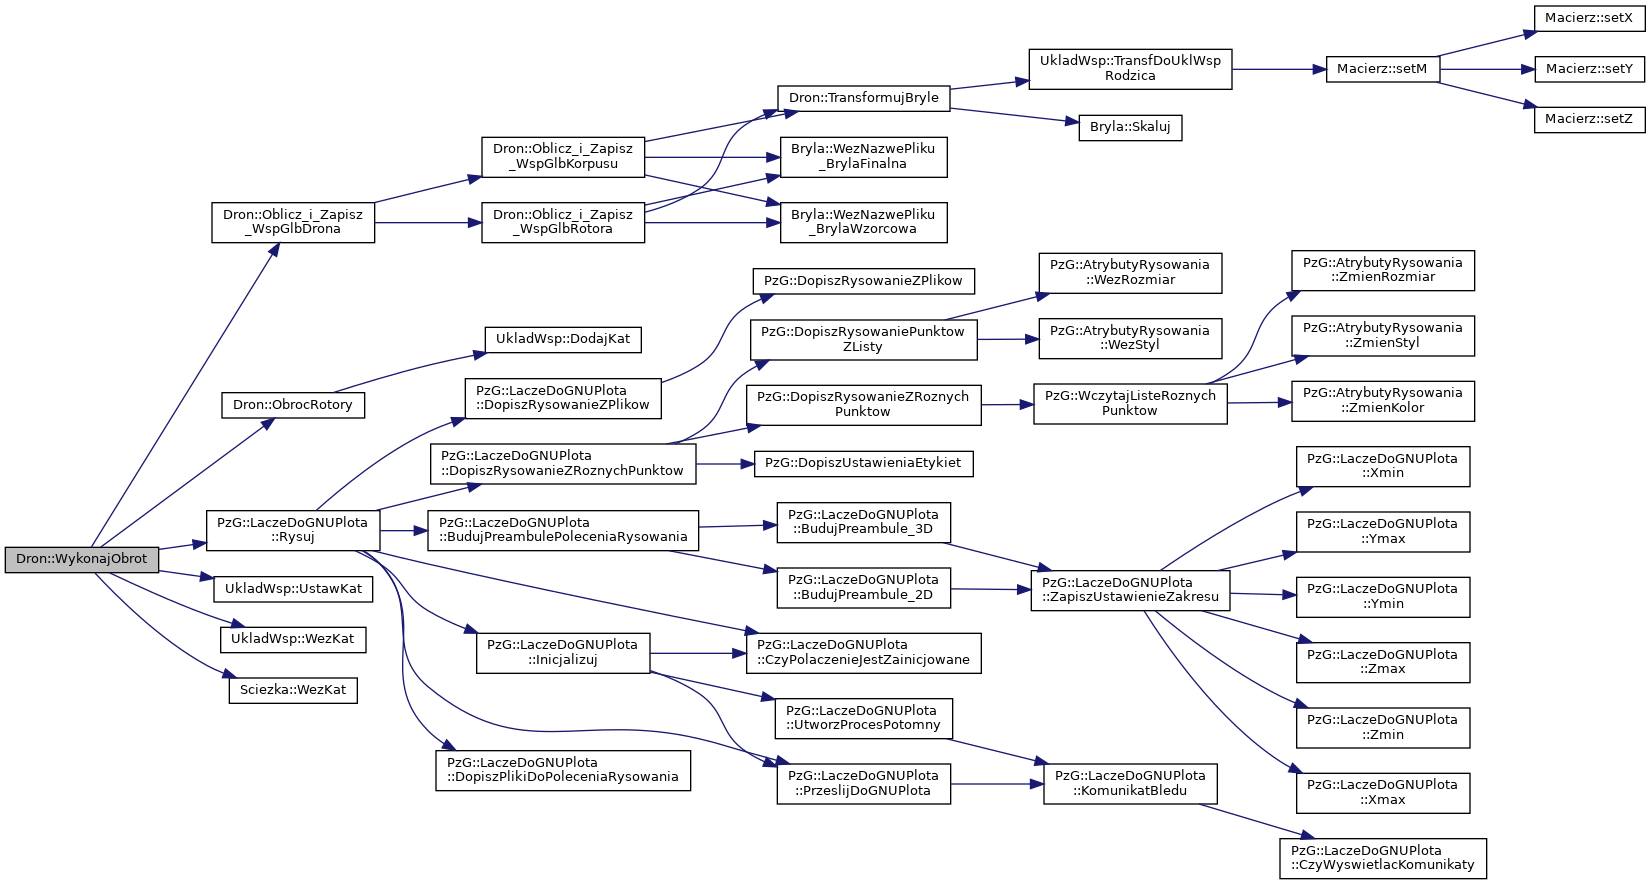 Dron::WykonajObrot
Dron::Oblicz_i_Zapisz
_WspGlbDrona
Dron::ObrocRotory
PzG::LaczeDoGNUPlota
::Rysuj
UkladWsp::UstawKat
UkladWsp::WezKat
Sciezka::WezKat
Dron::Oblicz_i_Zapisz
_WspGlbKorpusu
Dron::Oblicz_i_Zapisz
_WspGlbRotora
UkladWsp::DodajKat
PzG::LaczeDoGNUPlota
::DopiszRysowanieZPlikow
PzG::LaczeDoGNUPlota
::DopiszRysowanieZRoznychPunktow
PzG::LaczeDoGNUPlota
::BudujPreambulePoleceniaRysowania
PzG::LaczeDoGNUPlota
::Inicjalizuj
PzG::LaczeDoGNUPlota
::DopiszPlikiDoPoleceniaRysowania
Dron::TransformujBryle
Bryla::WezNazwePliku
_BrylaFinalna
Bryla::WezNazwePliku
_BrylaWzorcowa
PzG::DopiszRysowanieZPlikow
PzG::DopiszRysowaniePunktow
ZListy
PzG::DopiszRysowanieZRoznych
Punktow
PzG::DopiszUstawieniaEtykiet
PzG::LaczeDoGNUPlota
::BudujPreambule_3D
PzG::LaczeDoGNUPlota
::BudujPreambule_2D
PzG::LaczeDoGNUPlota
::CzyPolaczenieJestZainicjowane
PzG::LaczeDoGNUPlota
::UtworzProcesPotomny
PzG::LaczeDoGNUPlota
::PrzeslijDoGNUPlota
UkladWsp::TransfDoUklWsp
Rodzica
Bryla::Skaluj
PzG::AtrybutyRysowania
::WezRozmiar
PzG::AtrybutyRysowania
::WezStyl
PzG::WczytajListeRoznych
Punktow
PzG::LaczeDoGNUPlota
::ZapiszUstawienieZakresu
PzG::LaczeDoGNUPlota
::KomunikatBledu
Macierz::setM
PzG::AtrybutyRysowania
::ZmienRozmiar
PzG::AtrybutyRysowania
::ZmienStyl
PzG::AtrybutyRysowania
::ZmienKolor
PzG::LaczeDoGNUPlota
::Xmin
PzG::LaczeDoGNUPlota
::Ymax
PzG::LaczeDoGNUPlota
::Ymin
PzG::LaczeDoGNUPlota
::Zmax
PzG::LaczeDoGNUPlota
::Zmin
PzG::LaczeDoGNUPlota
::Xmax
PzG::LaczeDoGNUPlota
::CzyWyswietlacKomunikaty
Macierz::setX
Macierz::setY
Macierz::setZ